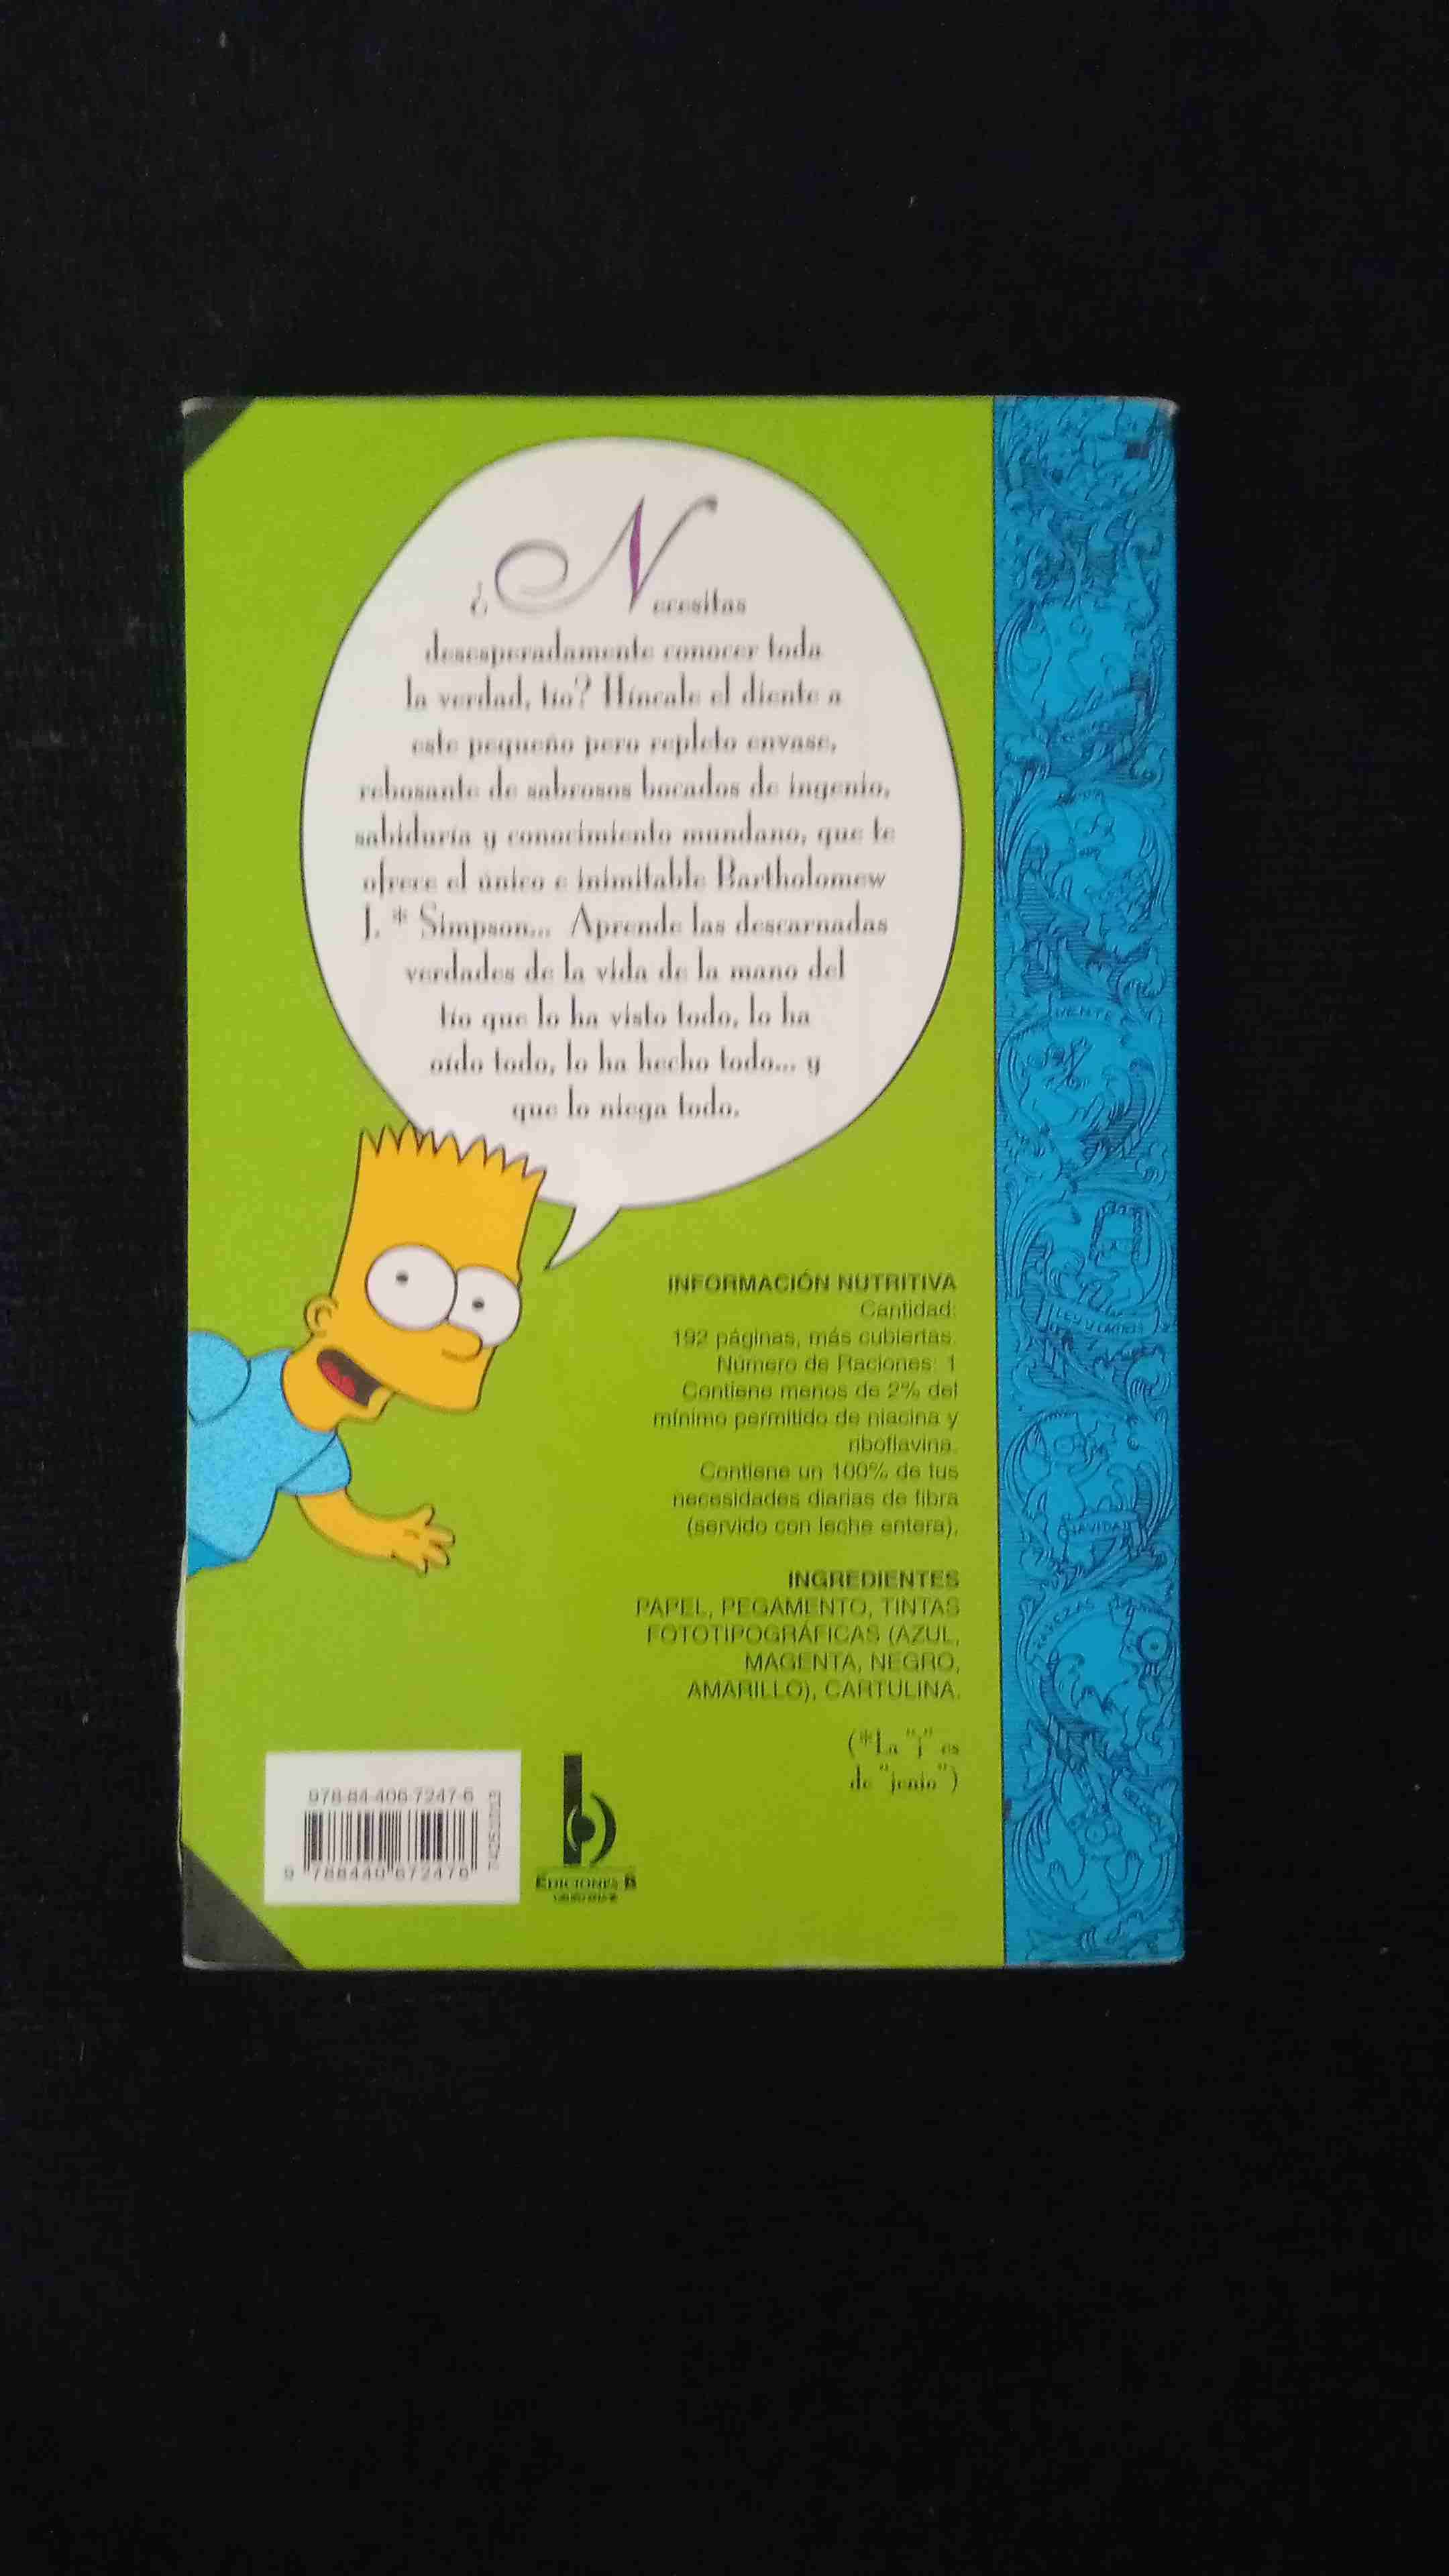 ¿Necesitas
desesperadamente conocer toda
la verdad, tío? Híncale el diente a
este pequeño pero repleto envase,
rebosante de sabrosos bocados de ingenio,
sabiduría y conocimiento mundano, que te
ofrece el único e inimitable Bartholomew
J. * Simpson... Aprende las descarnadas
verdades de la vida de la mano del
tío que lo ha visto todo, lo ha
oído todo, lo ha hecho todo... y
que lo niega todo.
INFORMACIÓN NUTRITIVA
Cantidad:
192 páginas, más cubiertas.
Número de Raciones: 1
Contiene menos de 2% del
mínimo permitido de niacina y
riboflavina.
Contiene un 100% de tus
necesidades diarias de fibra
(servido con leche entera).
INGREDIENTES
PAPEL, PEGAMENTO, TINTAS
FOTOTIPOGRÁFICAS (AZUL,
MAGENTA, NEGRO,
AMARILLO), CARTULINA.
(*La "j" es
de "jenio")
978-84-406-7247-6
9 788440 672476
b
EDICIONES B